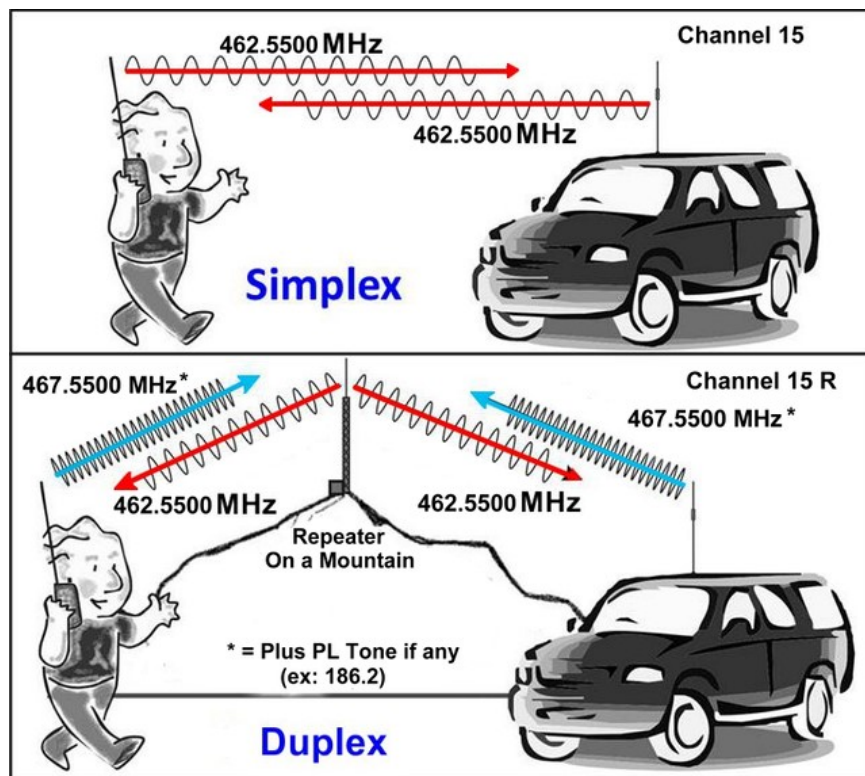 462.5500 MHz
Channel 15
462.5500 MHz
Simplex
467.5500 MHz*
Channel 15 R
467.5500 MHz*
462.5500 MHz
462.5500 MHz
Repeater
On a Mountain
* = Plus PL Tone if any
(ex: 186.2)
Duplex